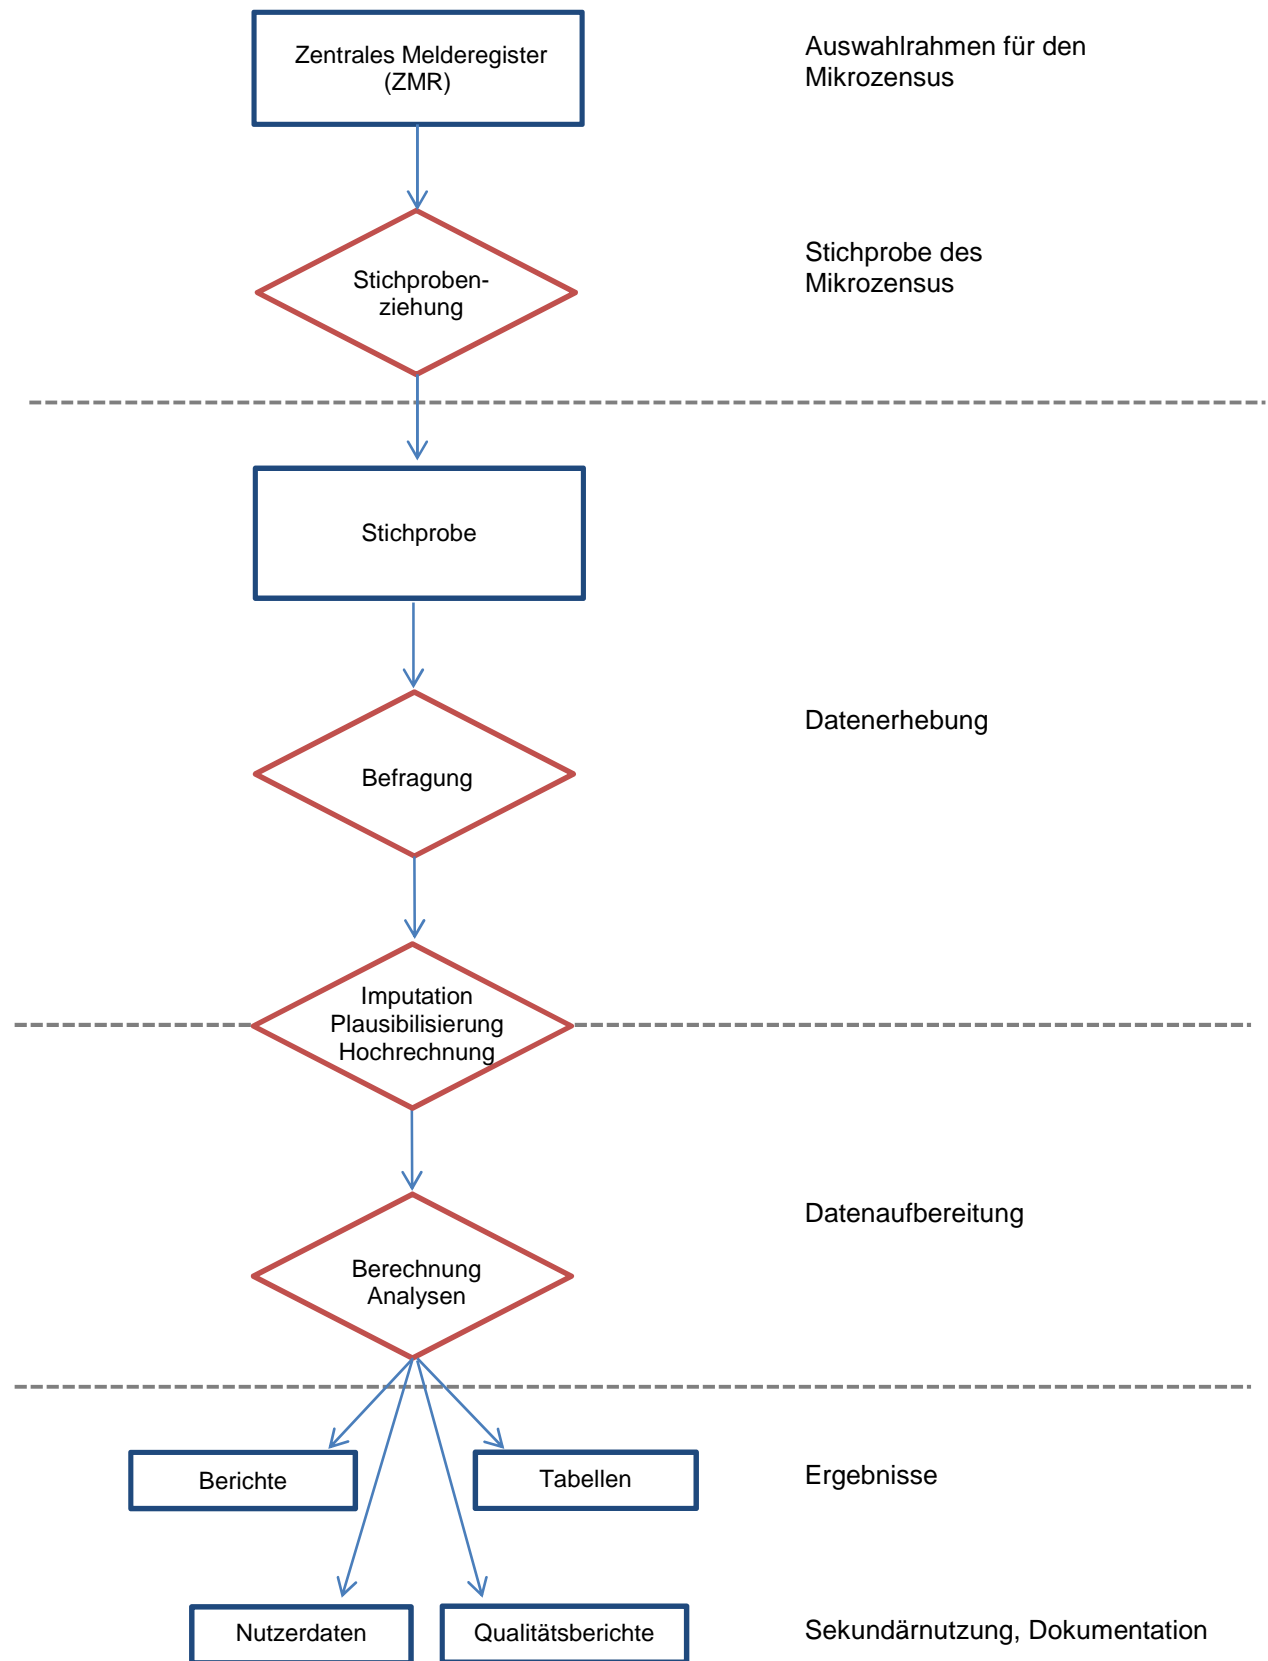 Zentrales Melderegister
(ZMR)
Auswahlrahmen für den
Mikrozensus
Stichproben-
ziehung
Stichprobe des
Mikrozensus
Stichprobe
Befragung
Datenerhebung
Imputation
Plausibilisierung
Hochrechnung
Berechnung
Analysen
Datenaufbereitung
Berichte
Tabellen
Ergebnisse
Nutzerdaten
Qualitätsberichte
Sekundärnutzung, Dokumentation